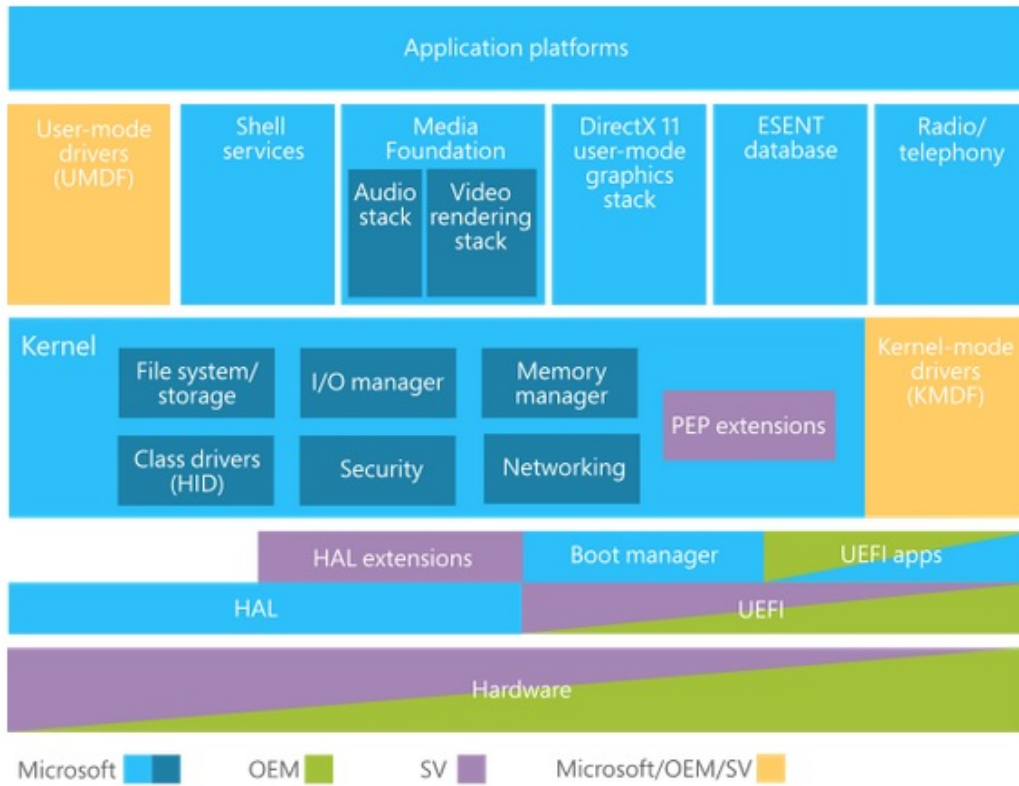 Application platforms
User-mode
drivers
(UMDF)
Shell
services
Media
Foundation
Audio
stack
Video
rendering
stack
DirectX 11
user-mode
graphics
stack
ESENT
database
Radio/
telephony
Kernel
File system/
storage
I/O manager
Memory
manager
Class drivers
(HID)
Security
Networking
PEP extensions
Kernel-mode
drivers
(KMDF)
HAL extensions
Boot manager
UEFI apps
HAL
UEFI
Hardware
Microsoft
OEM
SV
Microsoft/OEM/SV